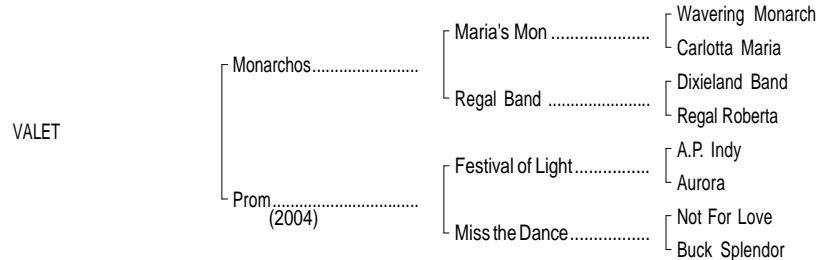 Wavering Monarch
Maria's Mon ......................
Carlotta Maria
Monarchos........................
Dixieland Band
Regal Band .......................
Regal Roberta
VALET
A.P. Indy
Festival of Light.................
Aurora
Prom................................
(2004)
Not For Love
Miss the Dance..................
Buck Splendor